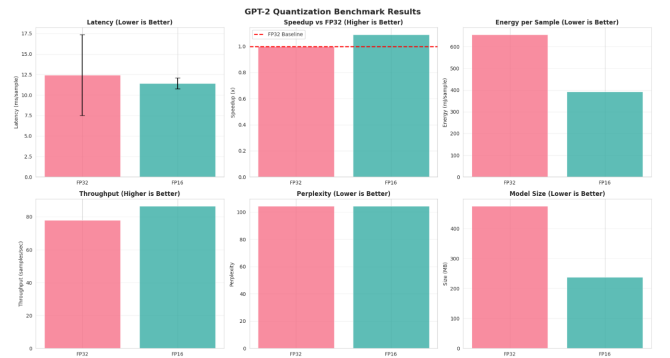 GPT-2 Quantization Benchmark Results
Latency (Lower is Better)
Latency (ms/sample)
17.5
15.0
12.5
10.0
7.5
5.0
2.5
0.0
FP32
FP16
Speedup vs FP32 (Higher is Better)
FP32 Baseline
Speedup (x)
1.0
0.8
0.6
0.4
0.2
0.0
FP32
FP16
Energy per Sample (Lower is Better)
Energy (mJ/sample)
600
500
400
300
200
100
0
FP32
FP16
Throughput (Higher is Better)
Throughput (samples/sec)
80
60
40
20
0
FP32
FP16
Perplexity (Lower is Better)
Perplexity
100
80
60
40
20
0
FP32
FP16
Model Size (Lower is Better)
Size (MB)
400
300
200
100
0
FP32
FP16